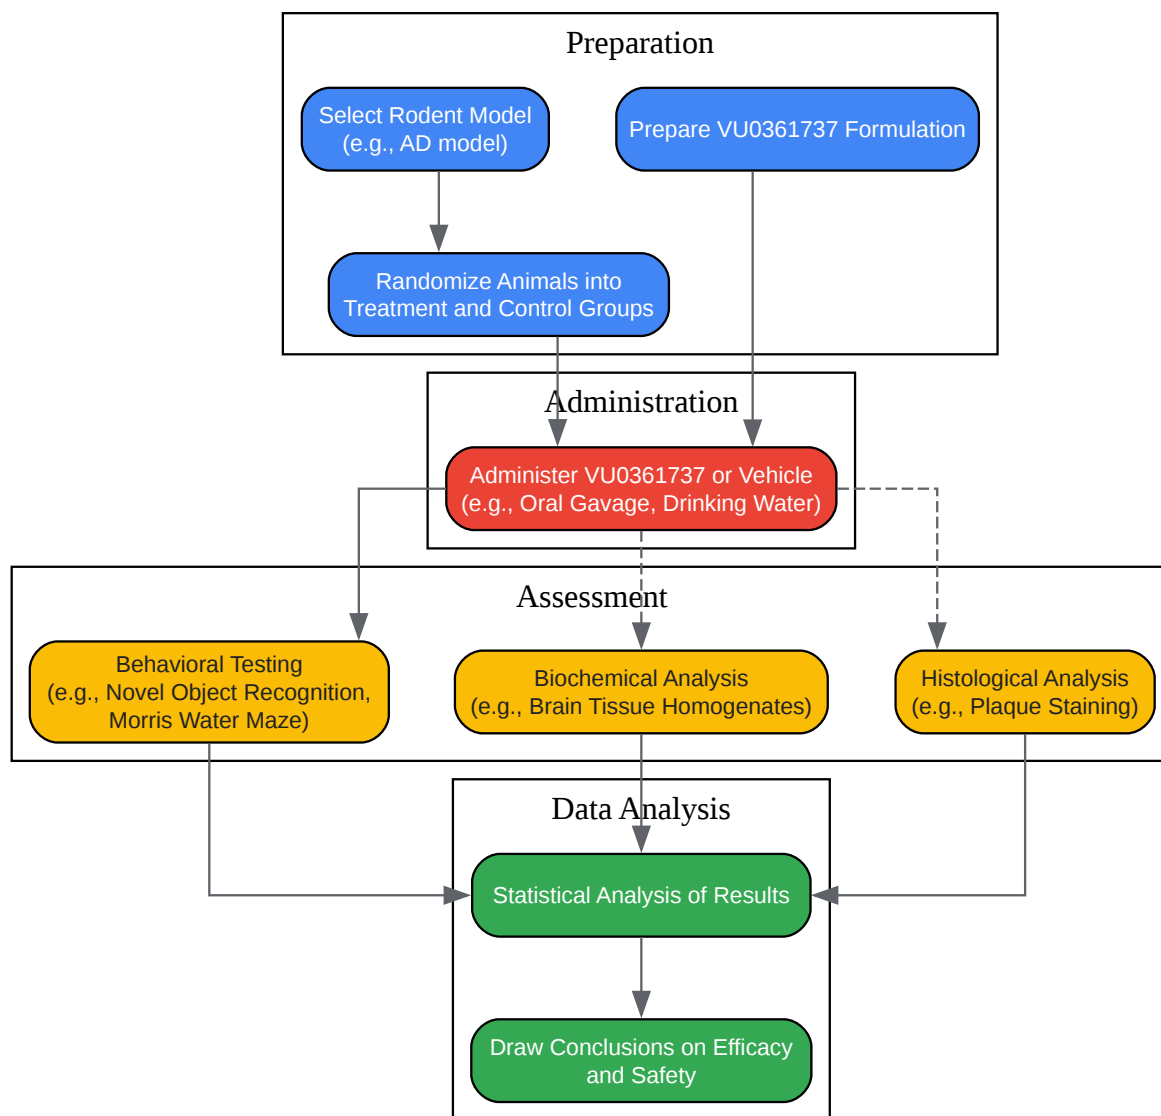 Preparation
Select Rodent Model
(e.g., AD model)
Prepare VU0361737 Formulation
Randomize Animals into
Treatment and Control Groups
Administration
Administer VU0361737 or Vehicle
(e.g., Oral Gavage, Drinking Water)
Assessment
Behavioral Testing
(e.g., Novel Object Recognition,
Morris Water Maze)
Biochemical Analysis
(e.g., Brain Tissue Homogenates)
Histological Analysis
(e.g., Plaque Staining)
Data Analysis
Statistical Analysis of Results
Draw Conclusions on Efficacy
and Safety